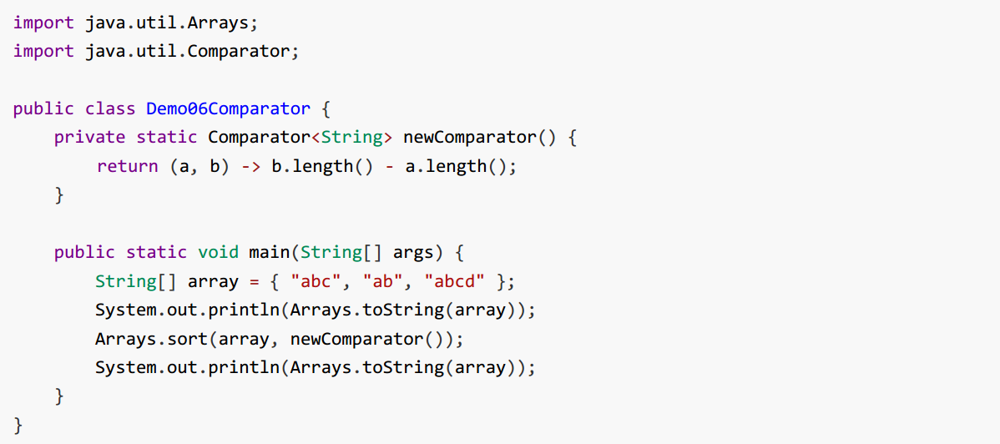 import java.util.Arrays;
import java.util.Comparator;

public class Demo06Comparator {
    private static Comparator<String> newComparator() {
        return (a, b) -> b.length() - a.length();
    }

    public static void main(String[] args) {
        String[] array = { "abc", "ab", "abcd" };
        System.out.println(Arrays.toString(array));
        Arrays.sort(array, newComparator());
        System.out.println(Arrays.toString(array));
    }
}